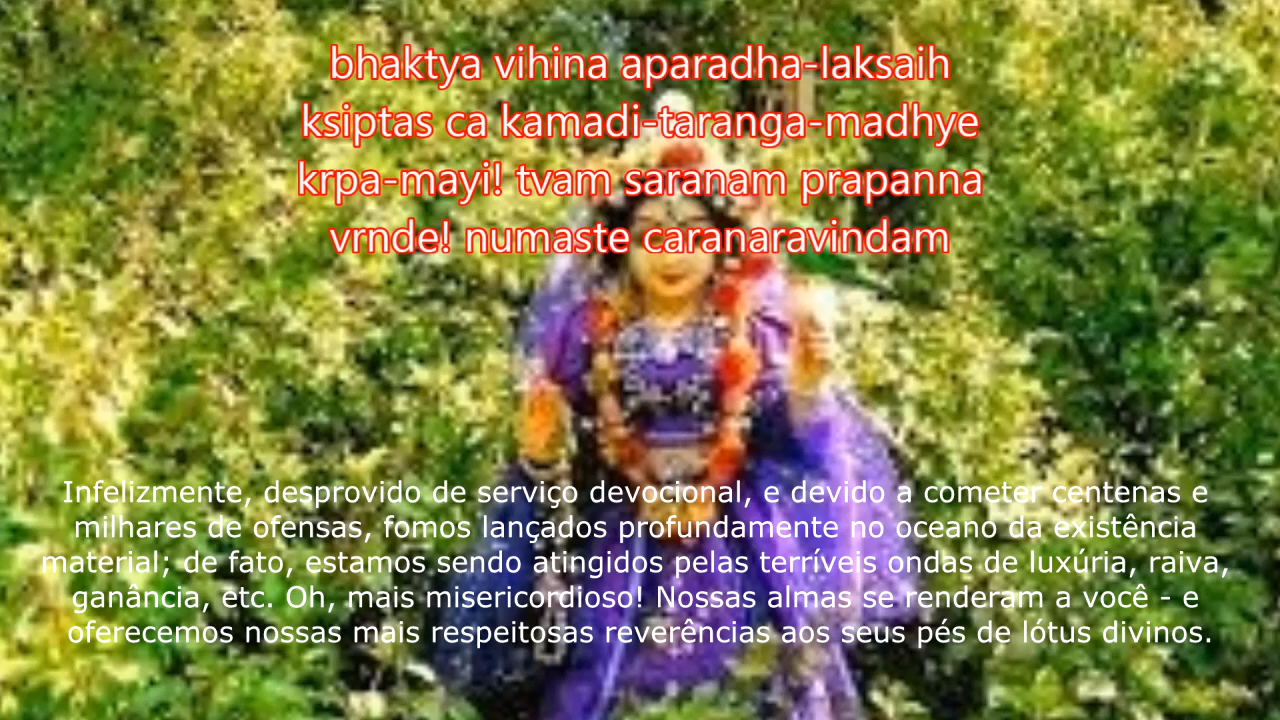 bhaktya vihina aparadha-laksaih
ksiptas ca kamadi-taranga-madhye
krpa-mayi! tvam saranam prapanna
vrnde! numaste caranaravindam
Infelizmente, desprovido de serviço devocional, e devido a cometer centenas e
milhares de ofensas, fomos lançados profundamente no oceano da existência
material; de fato, estamos sendo atingidos pelas terríveis ondas de luxúria, raiva,
ganância, etc. Oh, mais misericordioso! Nossas almas se renderam a você - e
oferecemos nossas mais respeitosas reverências aos seus pés de lótus divinos.